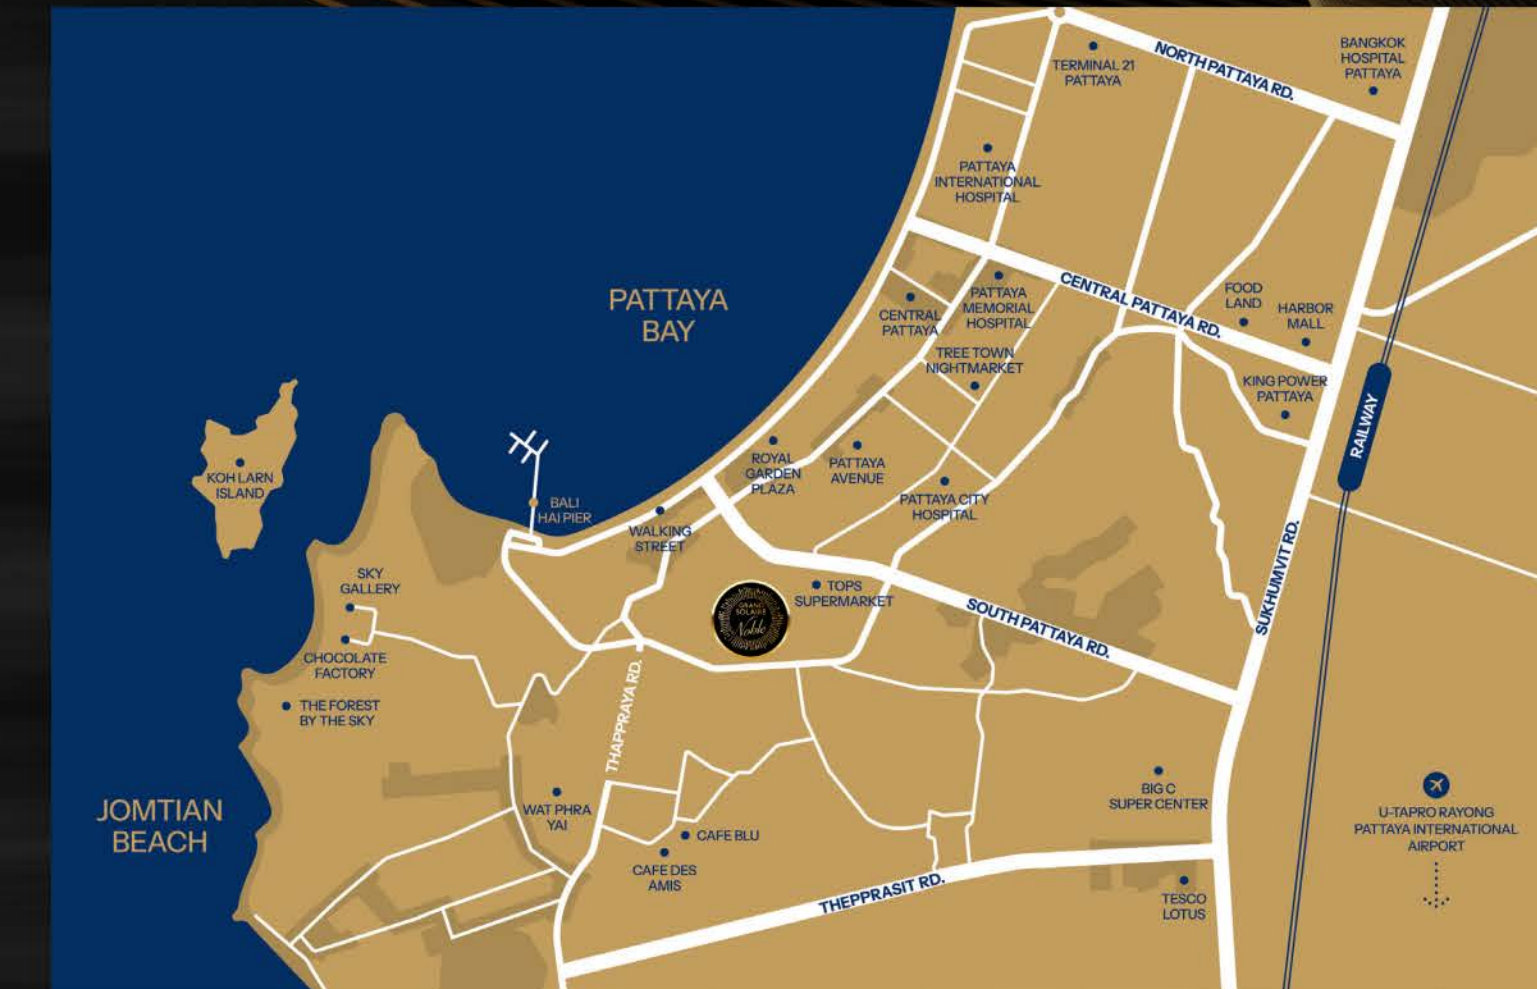 NORTH PATTAYA RD.
BANGKOK
HOSPITAL
PATTAYA
TERMINAL 21
PATTAYA
PATTAYA
INTERNATIONAL
HOSPITAL
PATTAYA
BAY
CENTRAL PATTAYA RD.
FOOD
LAND
HARBOR
MALL
CENTRAL
PATTAYA
PATTAYA
MEMORIAL
HOSPITAL
TREE TOWN
NIGHTMARKET
KING POWER
PATTAYA
RAILWAY
KOH LARN
ISLAND
ROYAL
GARDEN
PLAZA
PATTAYA
AVENUE
PATTAYA CITY
HOSPITAL
BALI
HAI PIER
WALKING
STREET
SUKHUMVIT RD.
SKY
GALLERY
TOPS
SUPERMARKET
GRAND
SOLAIRE
Noble
SOUTH PATTAYA RD.
CHOCOLATE
FACTORY
THE FOREST
BY THE SKY
THAPPRAYA RD.
JOMTIAN
BEACH
WAT PHRA
YAI
CAFE BLU
CAFE DES
AMIS
BIG C
SUPER CENTER
U-TAPRO RAYONG
PATTAYA INTERNATIONAL
AIRPORT
THEPPRASIT RD.
TESCO
LOTUS